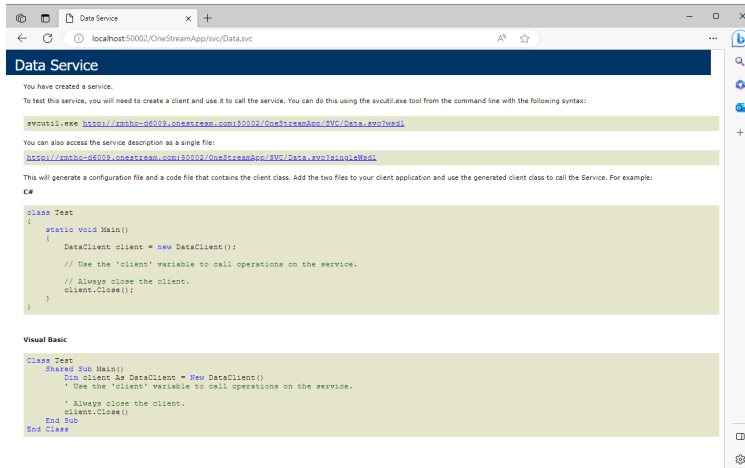 Data Service
localhost:50002/OneStreamApp/svc/Data.svc
Data Service
You have created a service.
To test this service, you will need to create a client and use it to call the service. You can do this using the svcutil.exe tool from the command line with the following syntax:
svcutil.exe http://rmtho-d6009.onestream.com:50002/OneStreamApp/SVC/Data.svc?wsdl
You can also access the service description as a single file:
http://rmtho-d6009.onestream.com:50002/OneStreamApp/SVC/Data.svc?singleWsdl
This will generate a configuration file and a code file that contains the client class. Add the two files to your client application and use the generated client class to call the Service. For example:
C#
class Test
{
    static void Main()
    {
        DataClient client = new DataClient();
        // Use the 'client' variable to call operations on the service.
        // Always close the client.
        client.Close();
    }
}
Visual Basic
Class Test
    Shared Sub Main()
        Dim client As DataClient = New DataClient()
        ' Use the 'client' variable to call operations on the service.
        ' Always close the client.
        client.Close()
    End Sub
End Class